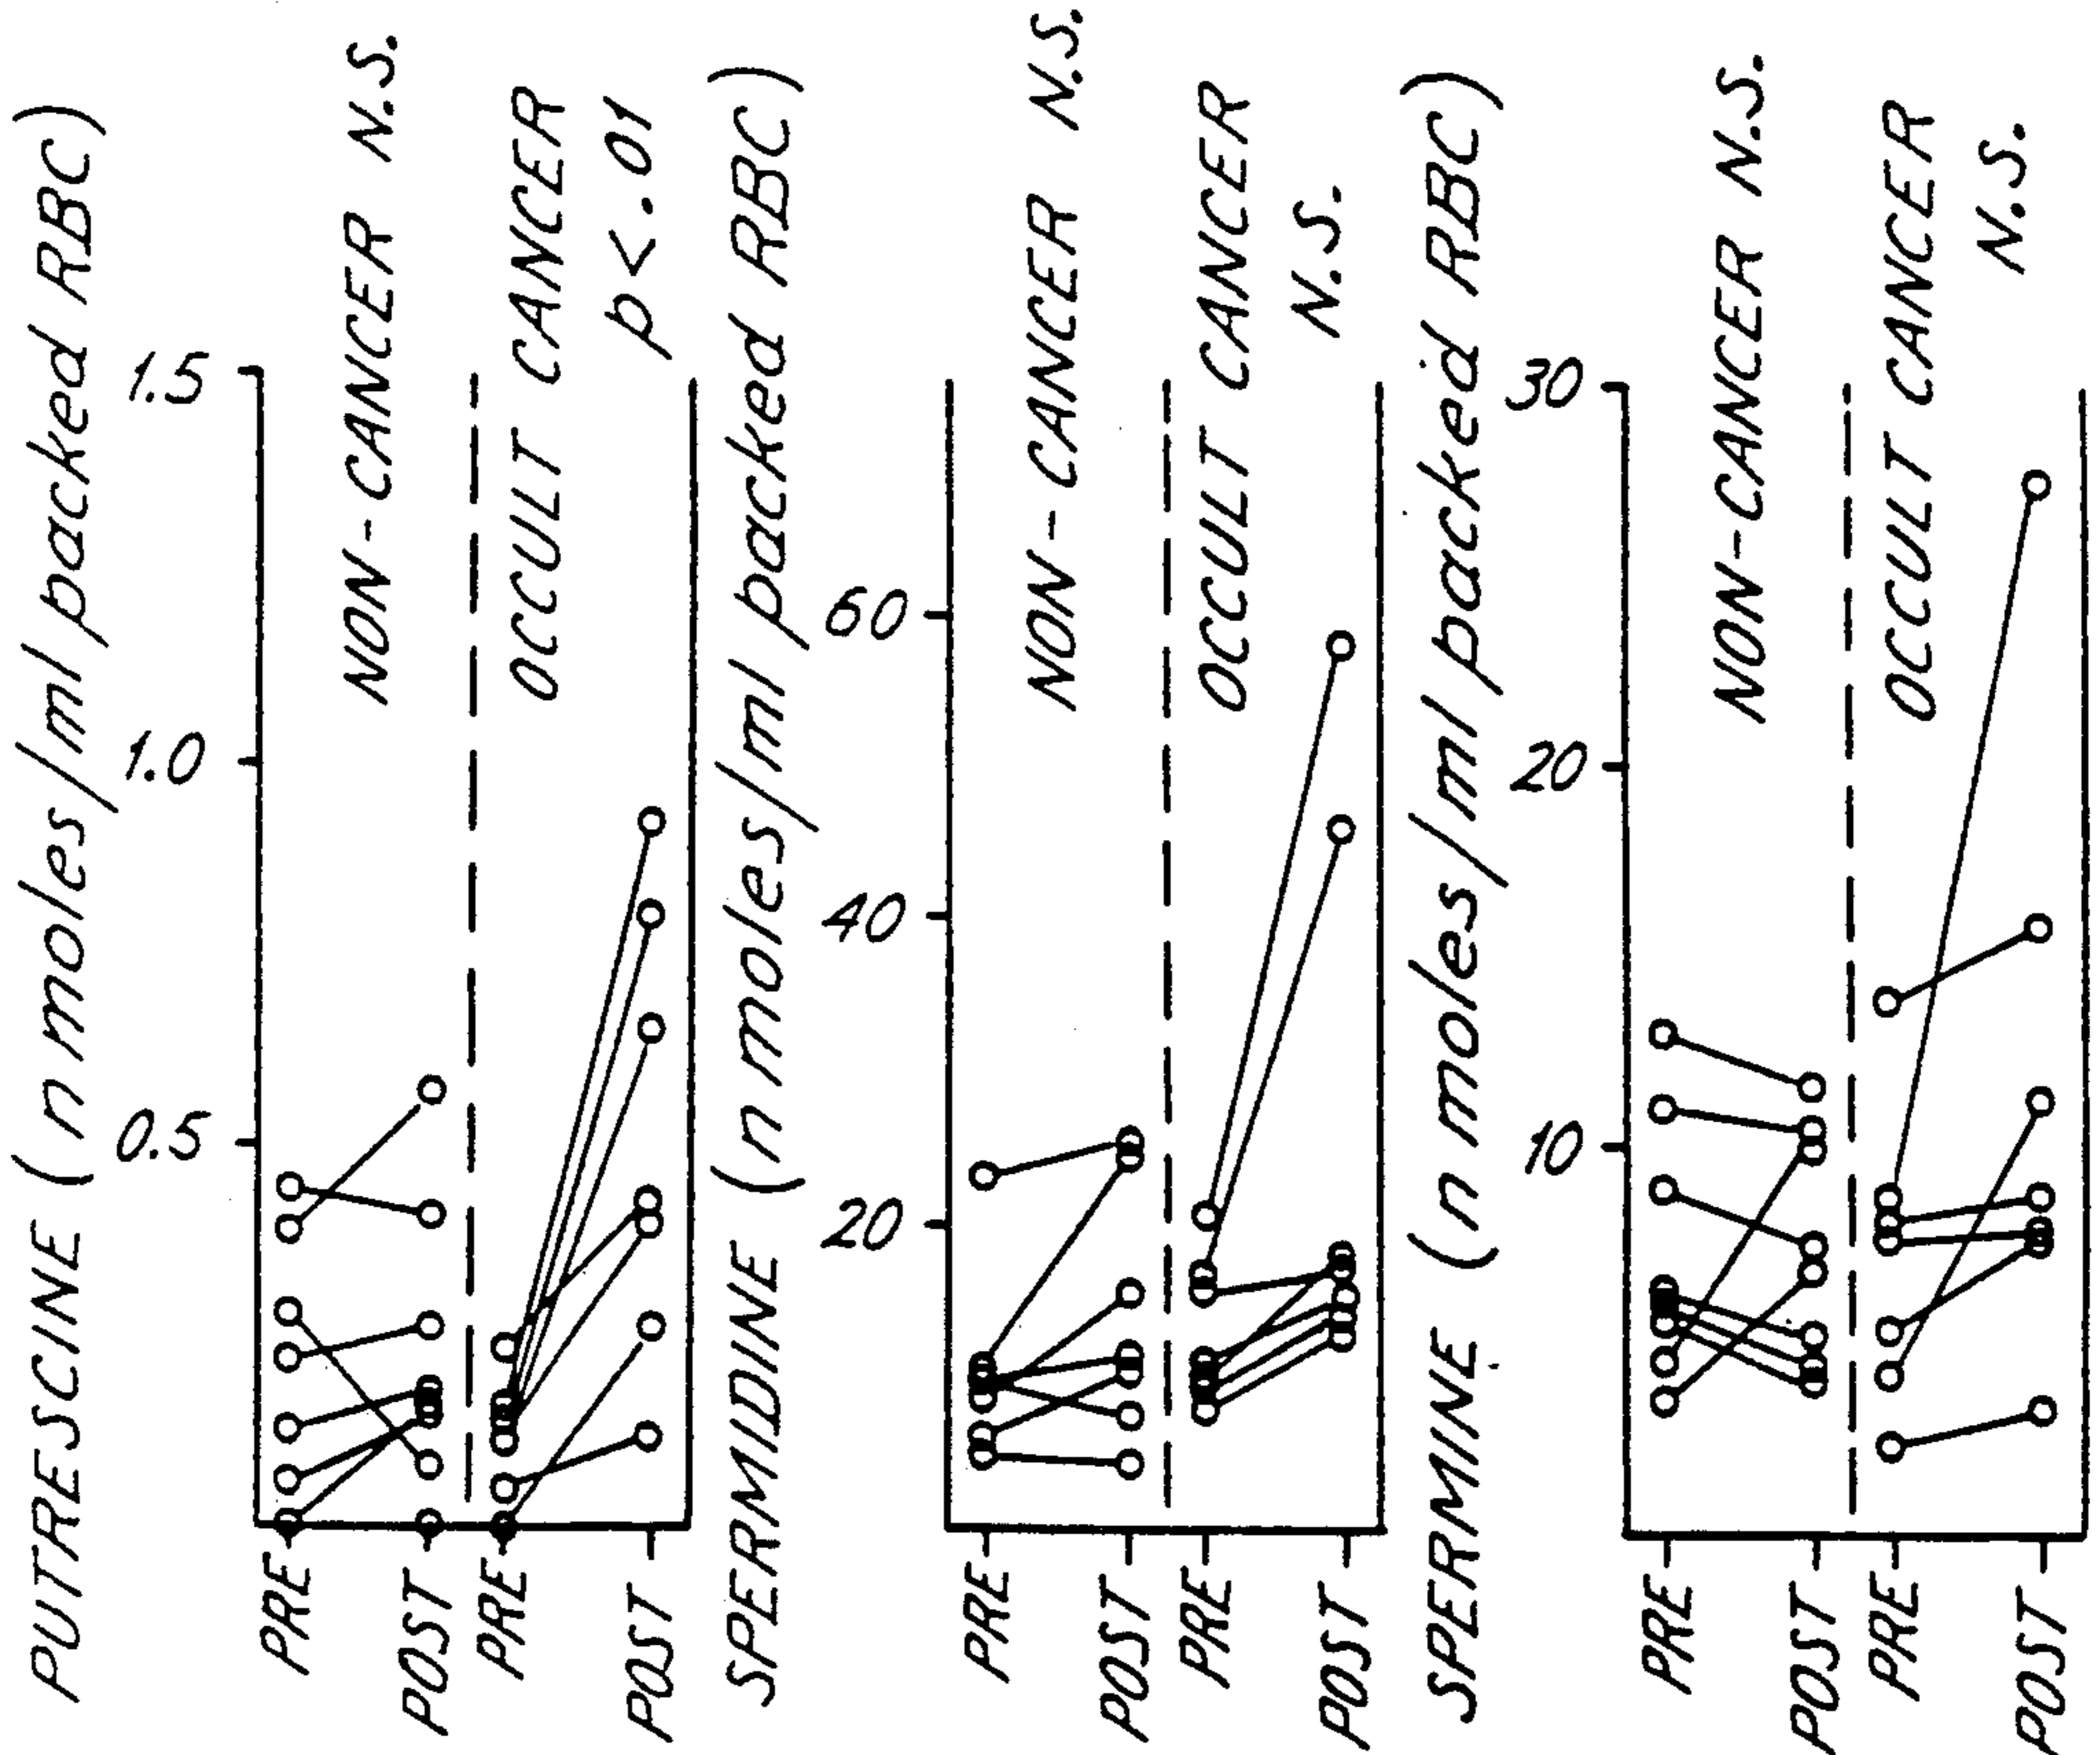 PUTRESCINE (n moles/ml packed RBC)
1.5
1.0
0.5
NON-CANCER N.S.
OCCULT CANCER
p<.01
PRE
POST
PRE
POST
SPERMIDINE (n moles/ml packed RBC)
60
40
20
NON-CANCER N.S.
OCCULT CANCER
N.S.
PRE
POST
PRE
POST
SPERMINE (n moles/ml packed RBC)
30
20
10
NON-CANCER N.S.
OCCULT CANCER
N.S.
PRE
POST
PRE
POST